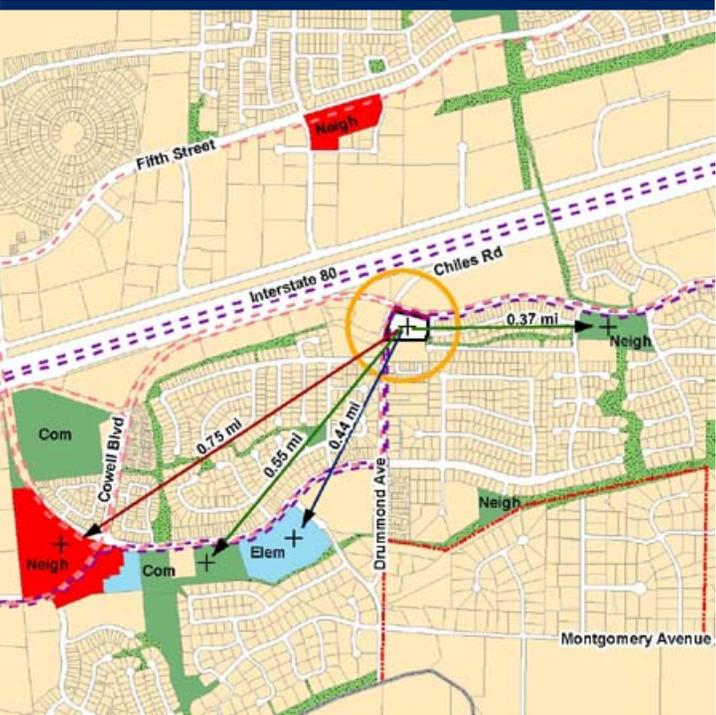 Neigh
Fifth Street
Chiles Rd
Interstate 80
0.37 mi
Neigh
Com
Cowell Blvd
0.75 mi
0.55 mi
0.44 mi
Drummond Ave
Neigh
Neigh
Com
Elem
Montgomery Avenue